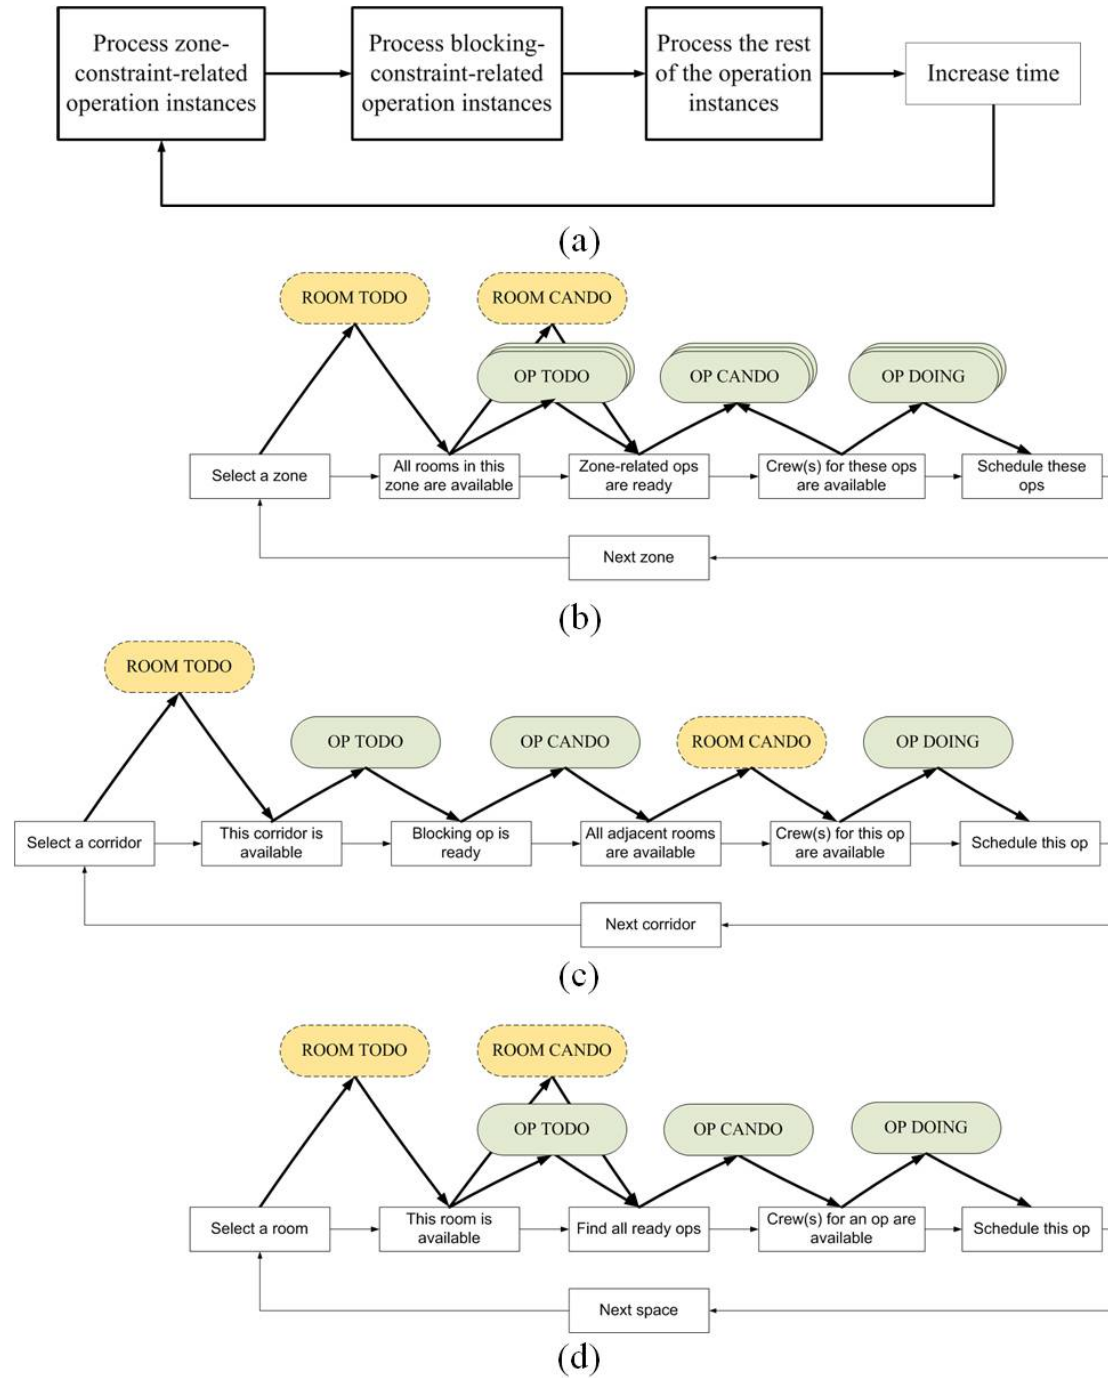 Process zone-
constraint-related
operation instances
Process blocking-
constraint-related
operation instances
Process the rest
of the operation
instances
Increase time
(a)
ROOM TODO
ROOM CANDO
OP TODO
OP CANDO
OP DOING
Select a zone
All rooms in this
zone are available
Zone-related ops
are ready
Crew(s) for these ops
are available
Schedule these
ops
Next zone
(b)
ROOM TODO
OP TODO
OP CANDO
ROOM CANDO
OP DOING
Select a corridor
This corridor is
available
Blocking op is
ready
All adjacent rooms
are available
Crew(s) for this op
are available
Schedule this op
Next corridor
(c)
ROOM TODO
ROOM CANDO
OP TODO
OP CANDO
OP DOING
Select a room
This room is
available
Find all ready ops
Crew(s) for an op are
available
Schedule this op
Next space
(d)